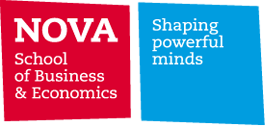 NOVA
School
of Business
& Economics
Shaping
powerful
minds